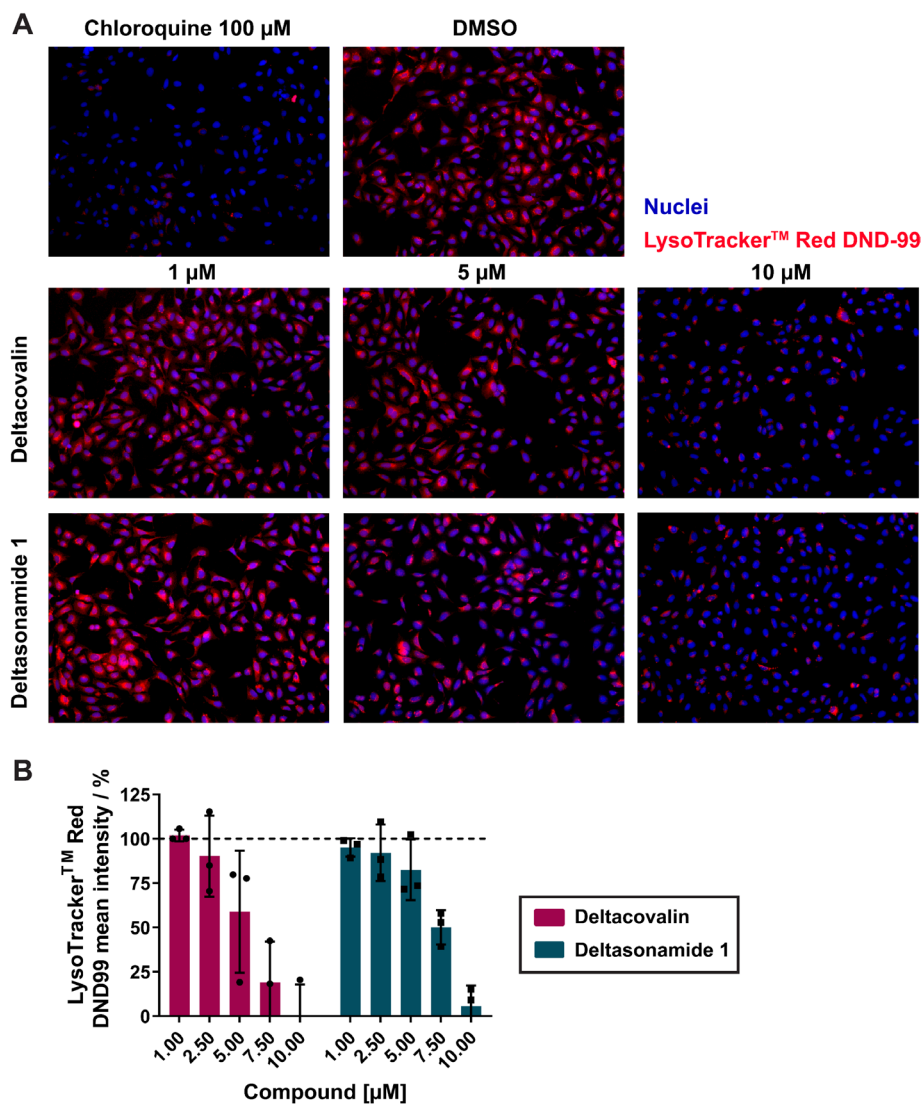 A
Chloroquine 100 µM
DMSO
Nuclei
LysoTracker™ Red DND-99
1 µM
5 µM
10 µM
Deltacovalin
Deltasonamide 1
B
LysoTracker™ Red
DND99 mean intensity / %
125
100
75
50
25
0
1.00
2.50
5.00
7.50
10.00
1.00
2.50
5.00
7.50
10.00
Compound [µM]
Deltacovalin
Deltasonamide 1